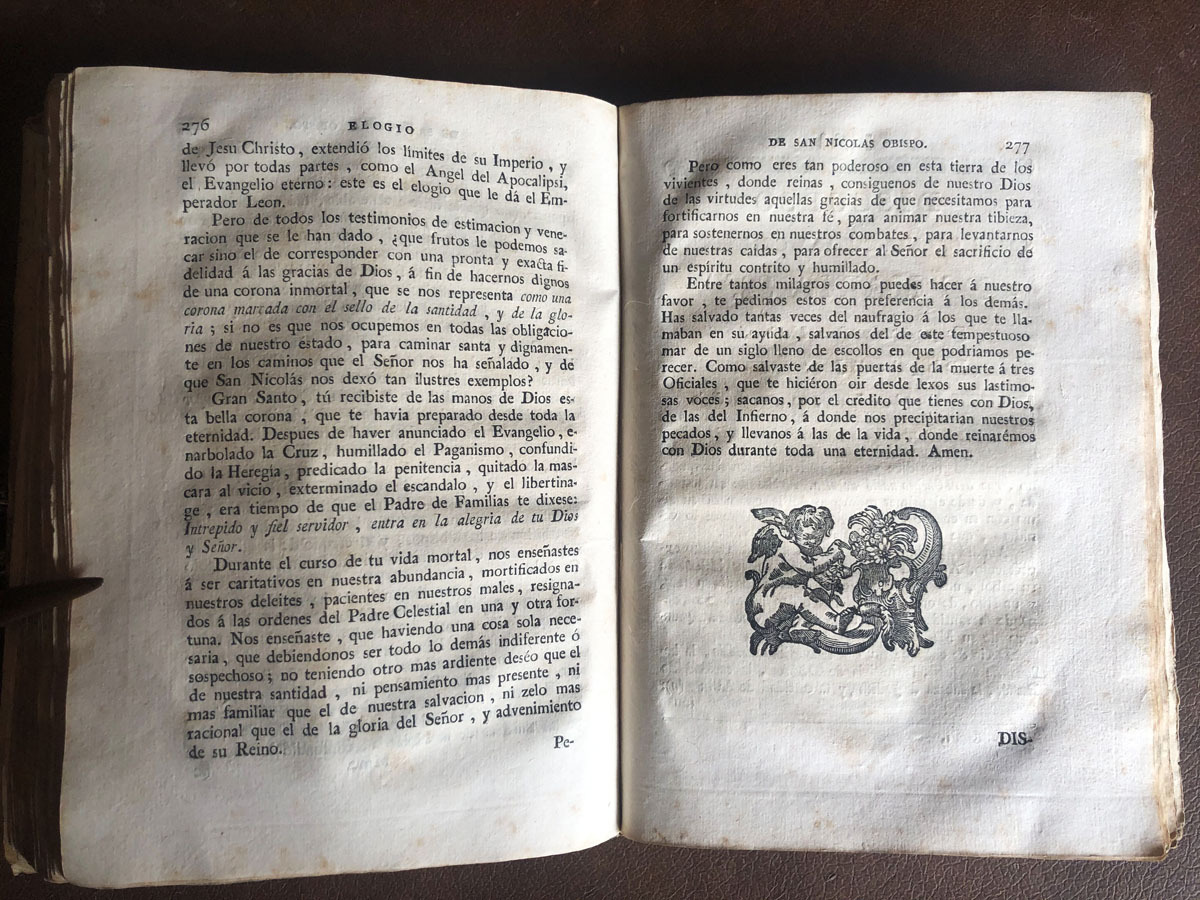 276 ELOGIO
de Jesu Christo, extendió los límites de su Imperio, y
llevó por todas partes, como el Angel del Apocalipsi,
el Evangelio eterno: este es el elogio que le dá el Em-
perador Leon.
Pero de todos los testimonios de estimacion y vene-
racion que se le han dado, ¿que frutos le podemos sa-
car sino el de corresponder con una pronta y exacta fi-
delidad á las gracias de Dios, á fin de hacernos dignos
de una corona inmortal, que se nos representa como una
corona marcada con el sello de la santidad, y de la glo-
ria; si no es que nos ocupemos en todas las obligacio-
nes de nuestro estado, para caminar santa y dignamen-
te en los caminos que el Señor nos ha señalado, y de
que San Nicolás nos dexó tan ilustres exemplos?
Gran Santo, tú recibiste de las manos de Dios es-
ta bella corona, que te havia preparado desde toda la
eternidad. Despues de haver anunciado el Evangelio, e-
narbolado la Cruz, humillado el Paganismo, confundi-
do la Heregia, predicado la penitencia, quitado la mas-
cara al vicio, exterminado el escandalo, y el libertina-
ge, era tiempo de que el Padre de Familias te dixese:
Intrepido y fiel servidor, entra en la alegria de tu Dios
y Señor.
Durante el curso de tu vida mortal, nos enseñastes
á ser caritativos en nuestra abundancia, mortificados en
nuestros deleites, pacientes en nuestros males, resigna-
dos á las ordenes del Padre Celestial en una y otra for-
tuna. Nos enseñaste, que haviendo una cosa sola nece-
saria, que debiendonos ser todo lo demás indiferente ó
sospechoso; no teniendo otro mas ardiente deséo que el
de nuestra santidad, ni pensamiento mas presente, ni
mas familiar que el de nuestra salvacion, ni zelo mas
racional que el de la gloria del Señor, y advenimiento
de su Reino.
Pe-
DE SAN NICOLAS OBISPO. 277
Pero como eres tan poderoso en esta tierra de los
vivientes, donde reinas, consiguenos de nuestro Dios
de las virtudes aquellas gracias de que necesitamos para
fortificarnos en nuestra fé, para animar nuestra tibieza,
para sostenernos en nuestros combates, para levantarnos
de nuestras caidas, para ofrecer al Señor el sacrificio de
un espíritu contrito y humillado.
Entre tantos milágros como puedes hacer á nuestro
favor, te pedimos estos con preferencia á los demás.
Has salvado tantas veces del naufragio á los que te lla-
maban en su ayuda, salvanos del de este tempestuoso
mar de un siglo lleno de escollos en que podriamos pe-
recer. Como salvaste de las puertas de la muerte á tres
Oficiales, que te hiciéron oir desde lexos sus lastimo-
sas voces; sacanos, por el crédito que tienes con Dios,
de las del Infierno, á donde nos precipitarian nuestros
pecados, y llevanos á las de la vida, donde reinarémos
con Dios durante toda una eternidad. Amen.
DIS-